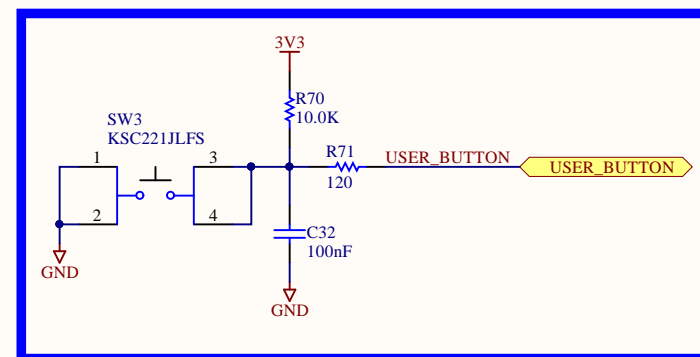 3V3
R70
10.0K
SW3
KSC221JLFS
R71
120
USER_BUTTON
USER_BUTTON
1
3
2
4
C32
100nF
GND
GND